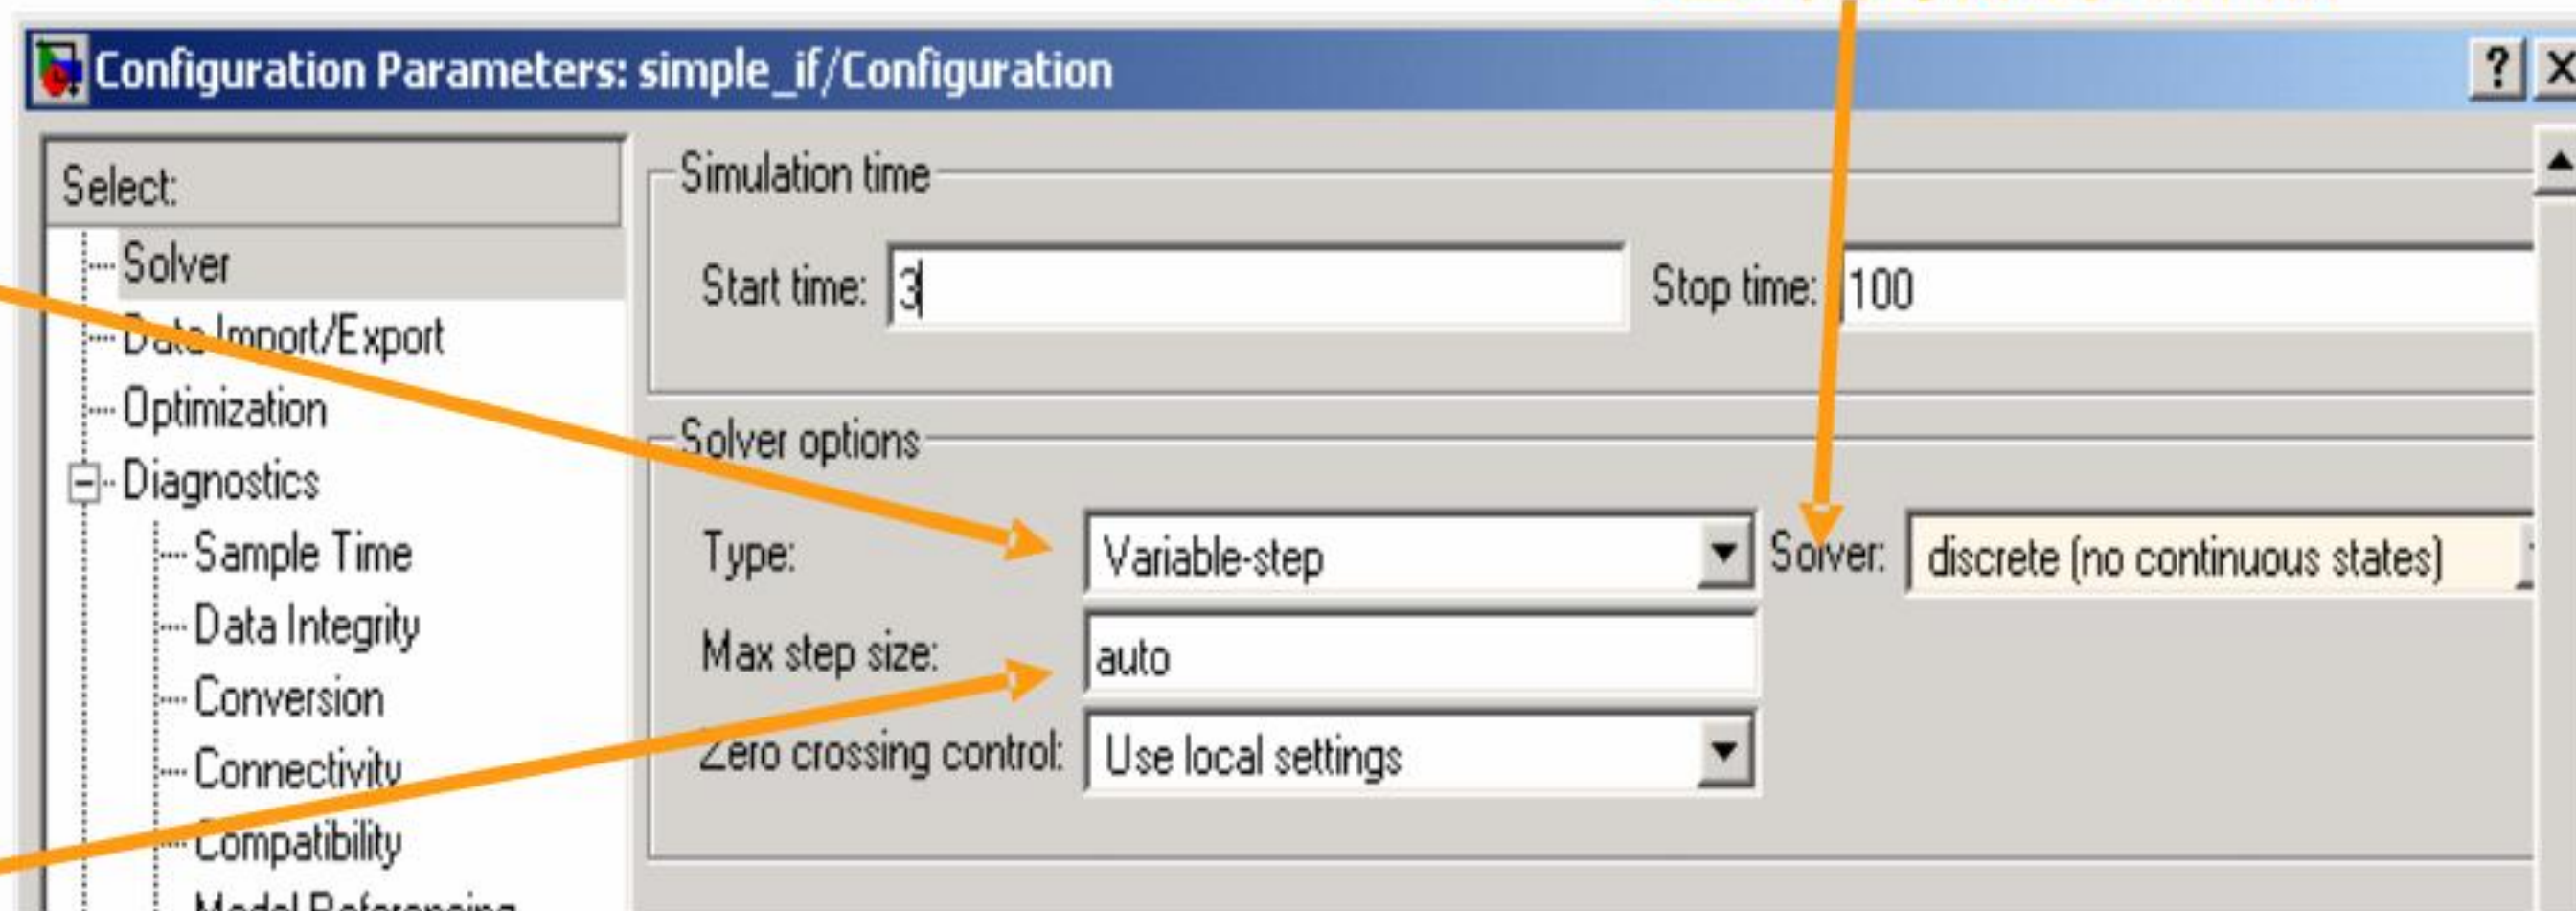 Configuration Parameters: simple_if/Configuration
Select:
Solver
Data Import/Export
Optimization
Diagnostics
Sample Time
Data Integrity
Conversion
Connectivity
Compatibility
Model Referencing
Simulation time
Start time: 3 Stop time: 100
Solver options
Type: Variable-step Solver: discrete (no continuous states)
Max step size: auto
Zero crossing control: Use local settings